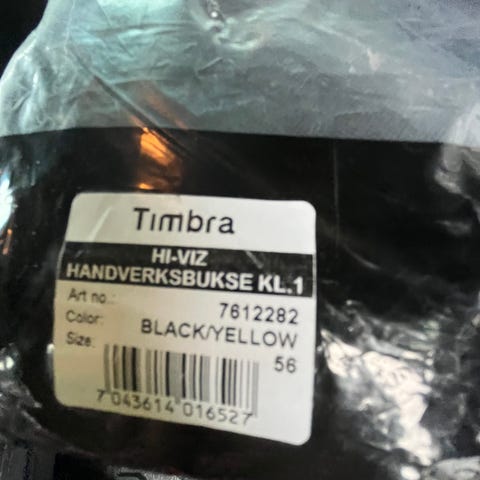 Timbra
HI-VIZ
HANDVERKSBUKSE KL.1
Art no.: 7612282
Color: BLACK/YELLOW
Size: 56
7 043614 016527